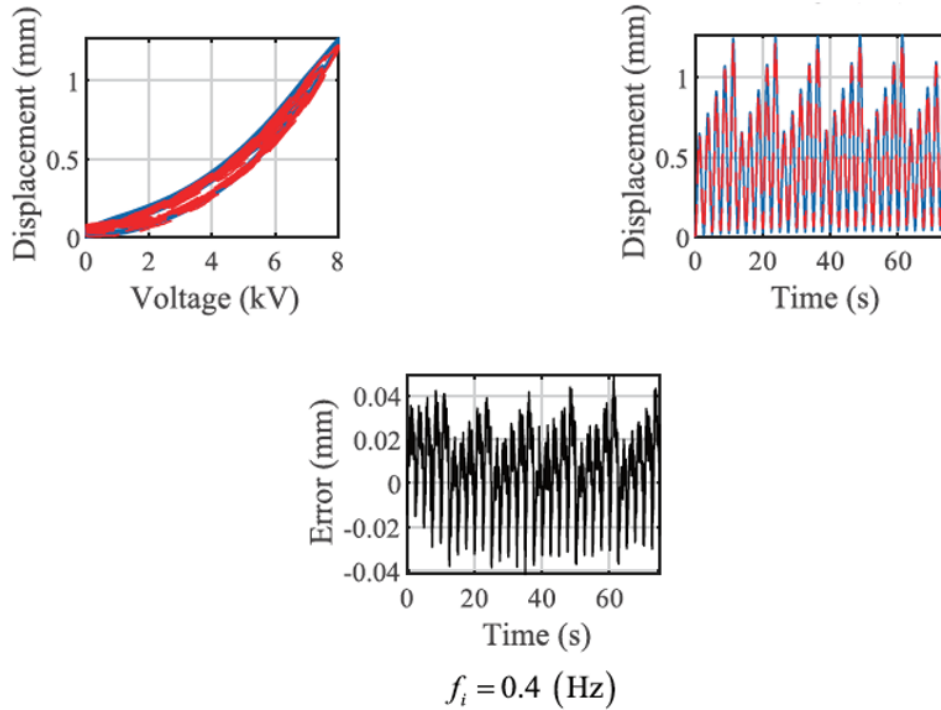 Displacement (mm)
1
0.5
0
0 2 4 6 8
Voltage (kV)
Displacement (mm)
1
0.5
0
0 20 40 60
Time (s)
Error (mm)
0.04
0.02
0
-0.02
-0.04
0 20 40 60
Time (s)
f_i = 0.4 (Hz)